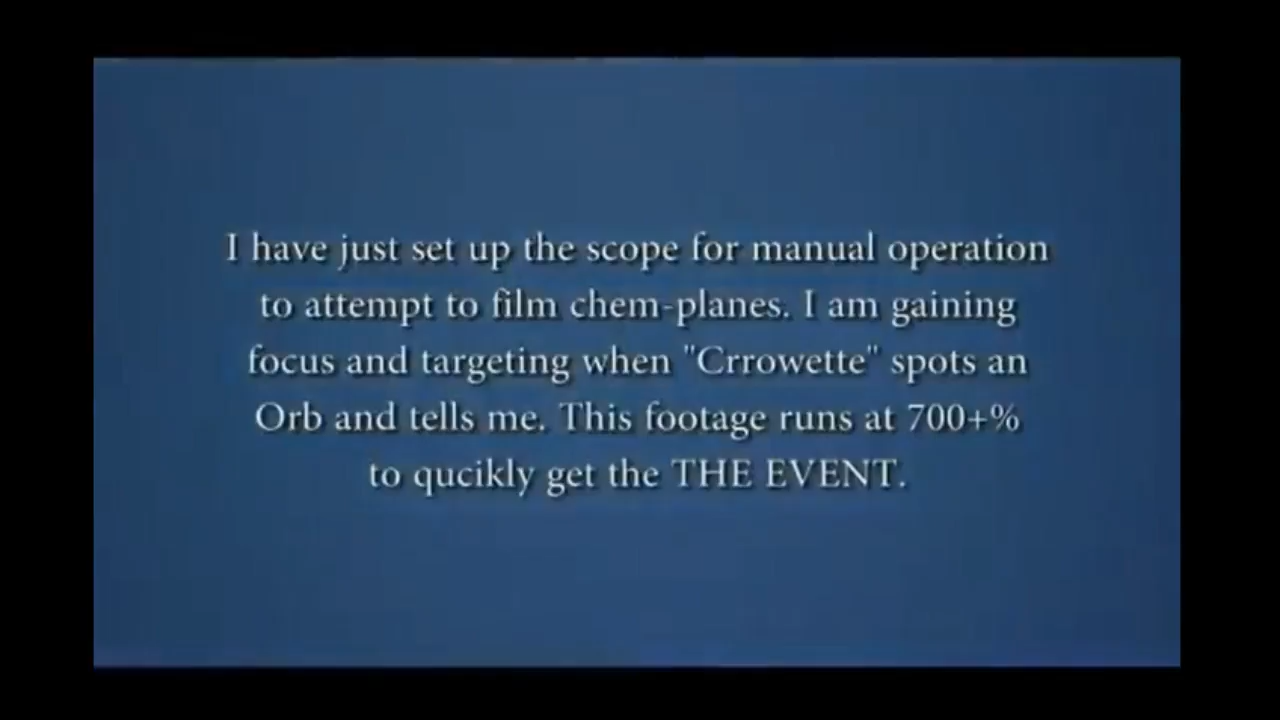 I have just set up the scope for manual operation
to attempt to film chem-planes. I am gaining
focus and targeting when "Crrowette" spots an
Orb and tells me. This footage runs at 700+%
to qucikly get the THE EVENT.